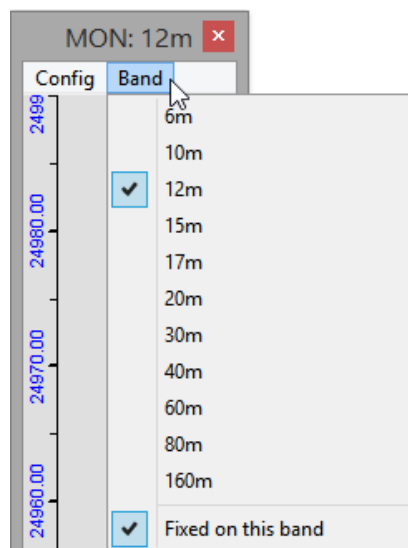 MON: 12m
Config Band
6m
10m
12m
15m
17m
20m
30m
40m
60m
80m
160m
Fixed on this band
2499
24980.00
24970.00
24960.00